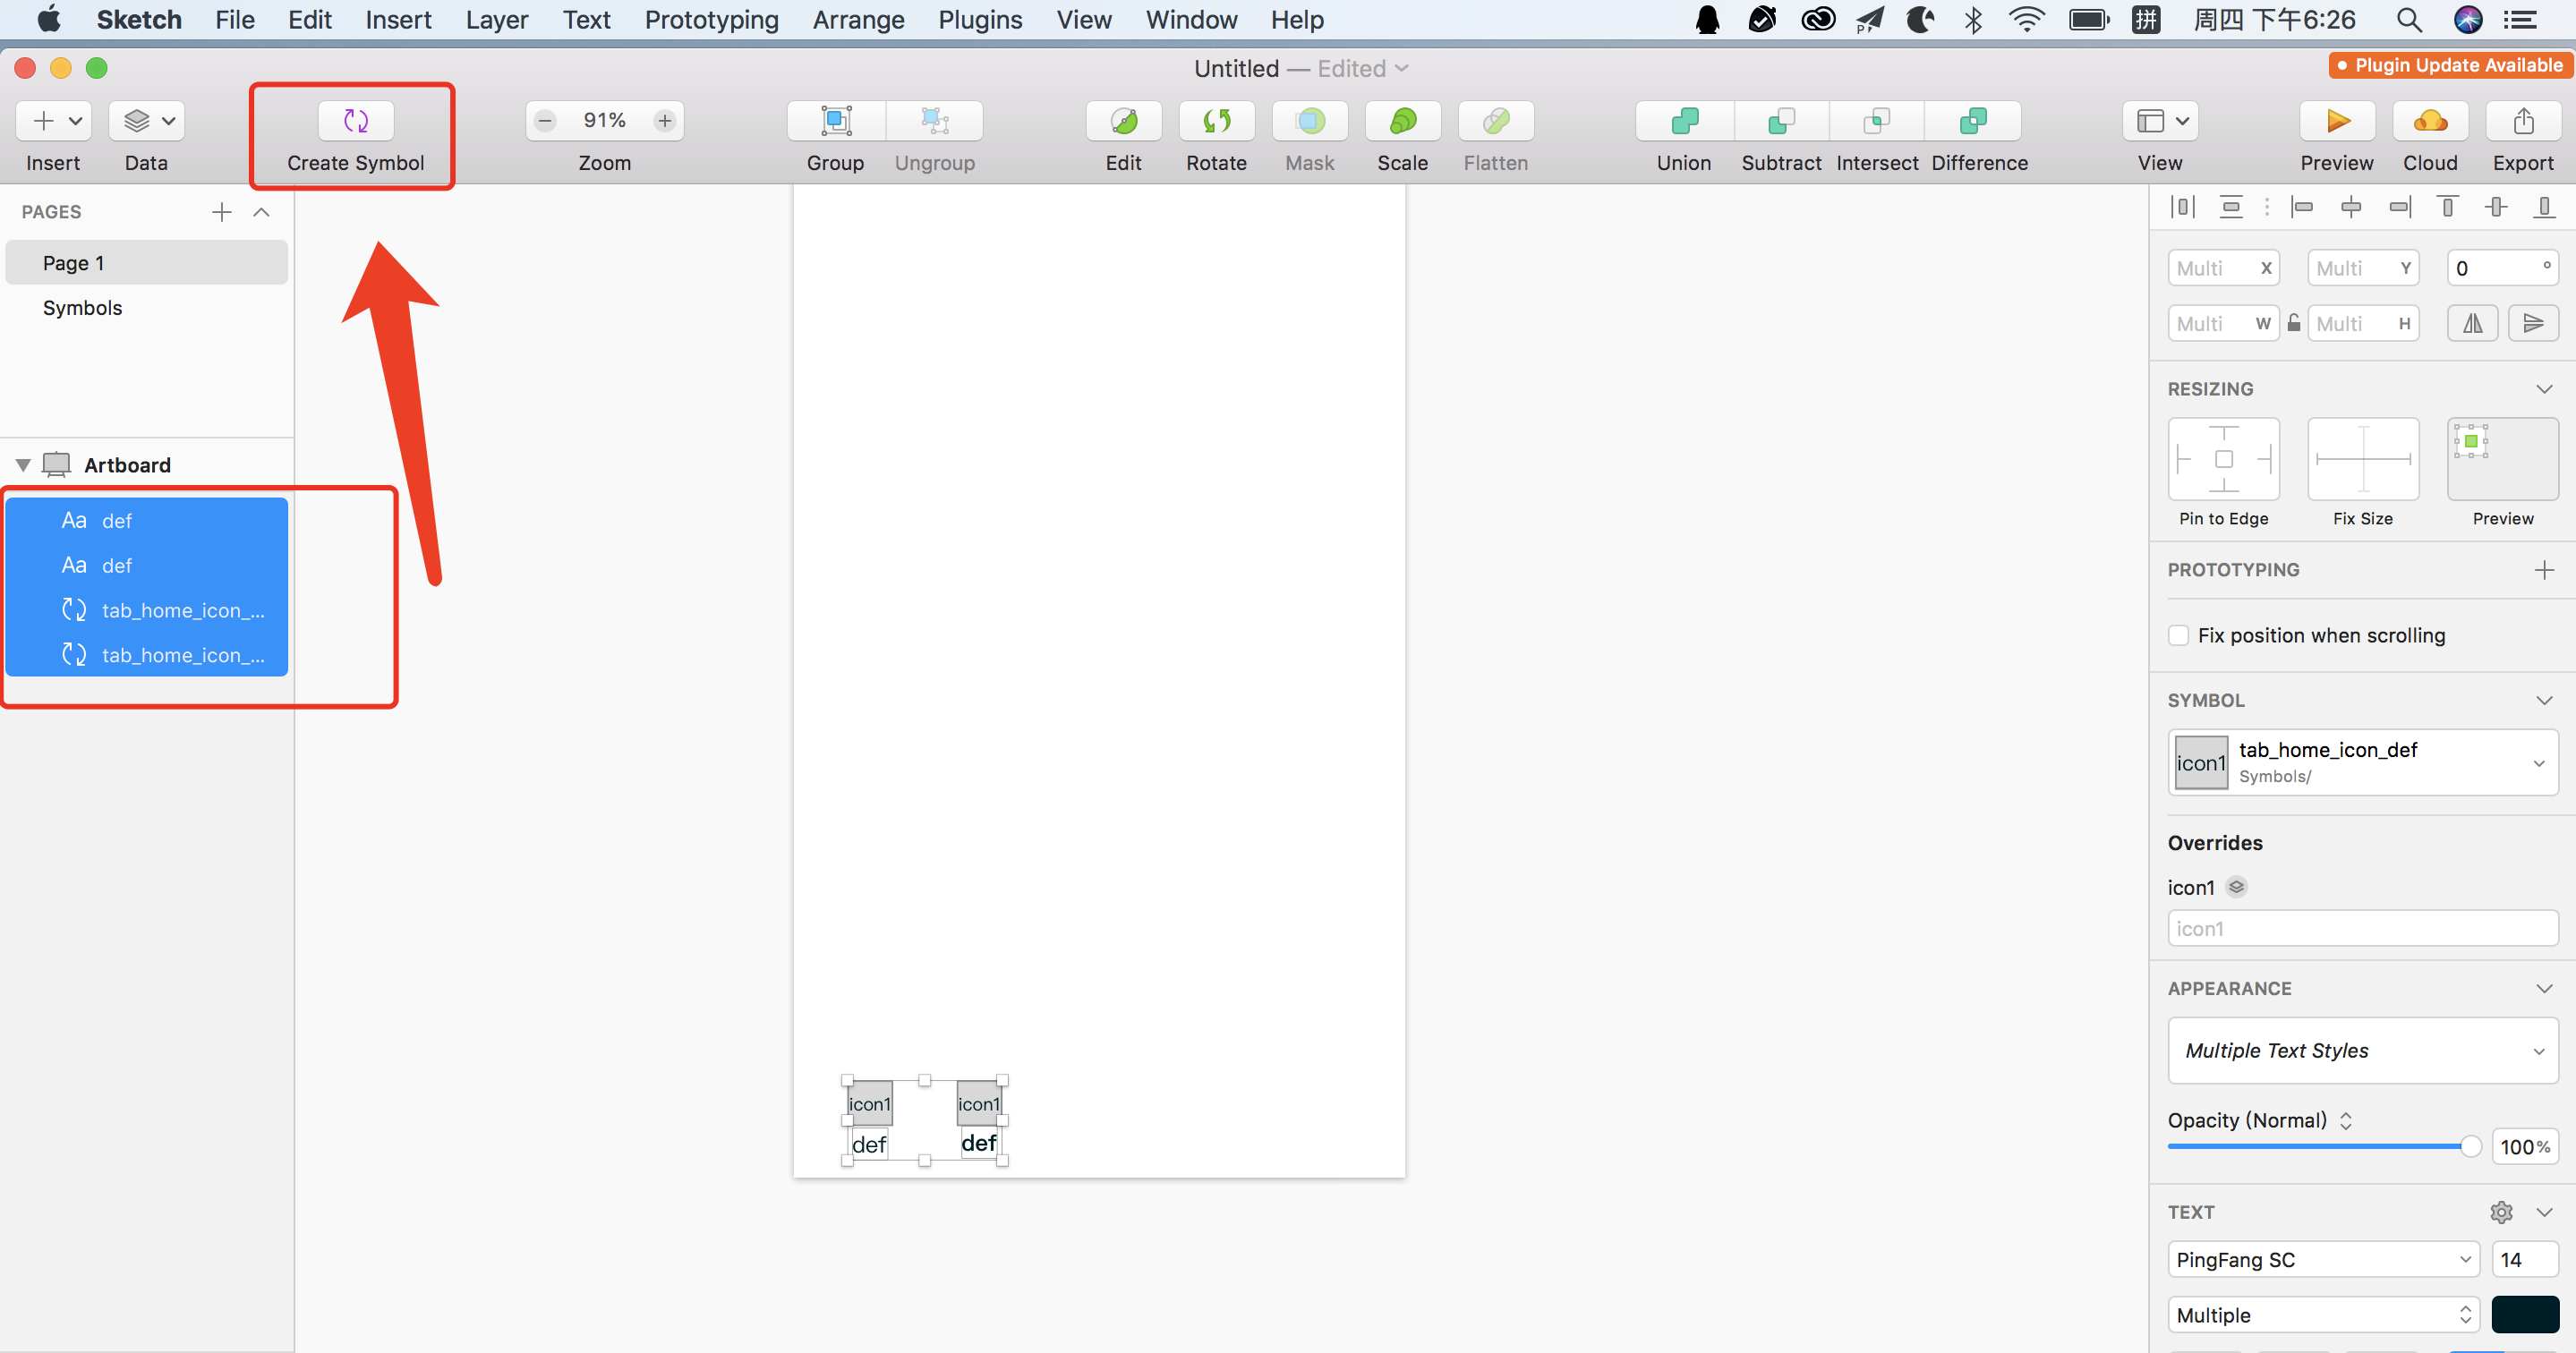 Sketch File Edit Insert Layer Text Prototyping Arrange Plugins View Window Help P 拼 周四 下午6:26
Untitled — Edited
Plugin Update Available
91%
Insert Data Create Symbol Zoom Group Ungroup Edit Rotate Mask Scale Flatten Union Subtract Intersect Difference View Preview Cloud Export
PAGES
Page 1
Symbols
Artboard
Aa def
Aa def
tab_home_icon_...
tab_home_icon_...
icon1 icon1
def def
Multi X Multi Y 0 °
Multi W Multi H
RESIZING
Pin to Edge Fix Size Preview
PROTOTYPING
Fix position when scrolling
SYMBOL
icon1 tab_home_icon_def
Symbols/
Overrides
icon1
icon1
APPEARANCE
Multiple Text Styles
Opacity (Normal)
100%
TEXT
PingFang SC 14
Multiple